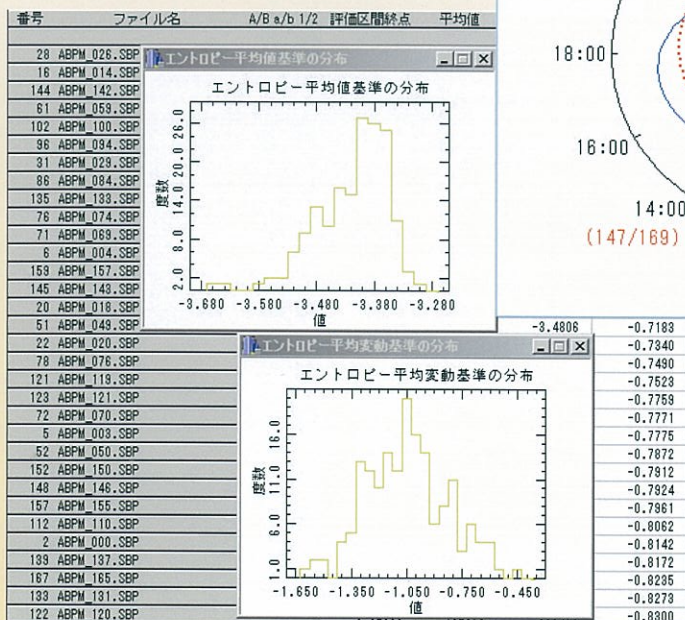 番号 ファイル名 A/B a/b 1/2 評価区間終点 平均値
28 ABPM_026.SBP
16 ABPM_014.SBP
144 ABPM_142.SBP
61 ABPM_059.SBP
102 ABPM_100.SBP
96 ABPM_094.SBP
31 ABPM_029.SBP
86 ABPM_084.SBP
135 ABPM_133.SBP
76 ABPM_074.SBP
71 ABPM_069.SBP
6 ABPM_004.SBP
159 ABPM_157.SBP
145 ABPM_143.SBP
20 ABPM_018.SBP
51 ABPM_049.SBP -3.4806 -0.7183
22 ABPM_020.SBP -0.7340
78 ABPM_076.SBP -0.7490
121 ABPM_119.SBP -0.7523
123 ABPM_121.SBP -0.7759
72 ABPM_070.SBP -0.7771
5 ABPM_003.SBP -0.7775
52 ABPM_050.SBP -0.7872
152 ABPM_150.SBP -0.7912
148 ABPM_146.SBP -0.7924
157 ABPM_155.SBP -0.7961
112 ABPM_110.SBP -0.8062
2 ABPM_000.SBP -0.8142
139 ABPM_137.SBP -0.8172
167 ABPM_165.SBP -0.8235
133 ABPM_131.SBP -0.8273
122 ABPM_120.SBP -0.8300
エントロピー平均値基準の分布
エントロピー平均値基準の分布
度数
26.0
20.0
14.0
8.0
2.0
-3.680 -3.580 -3.480 -3.380 -3.280
値
エントロピー平均変動基準の分布
エントロピー平均変動基準の分布
度数
16.0
11.0
6.0
1.0
-1.650 -1.350 -1.050 -0.750 -0.450
値
18:00
16:00
14:00
(147/169)